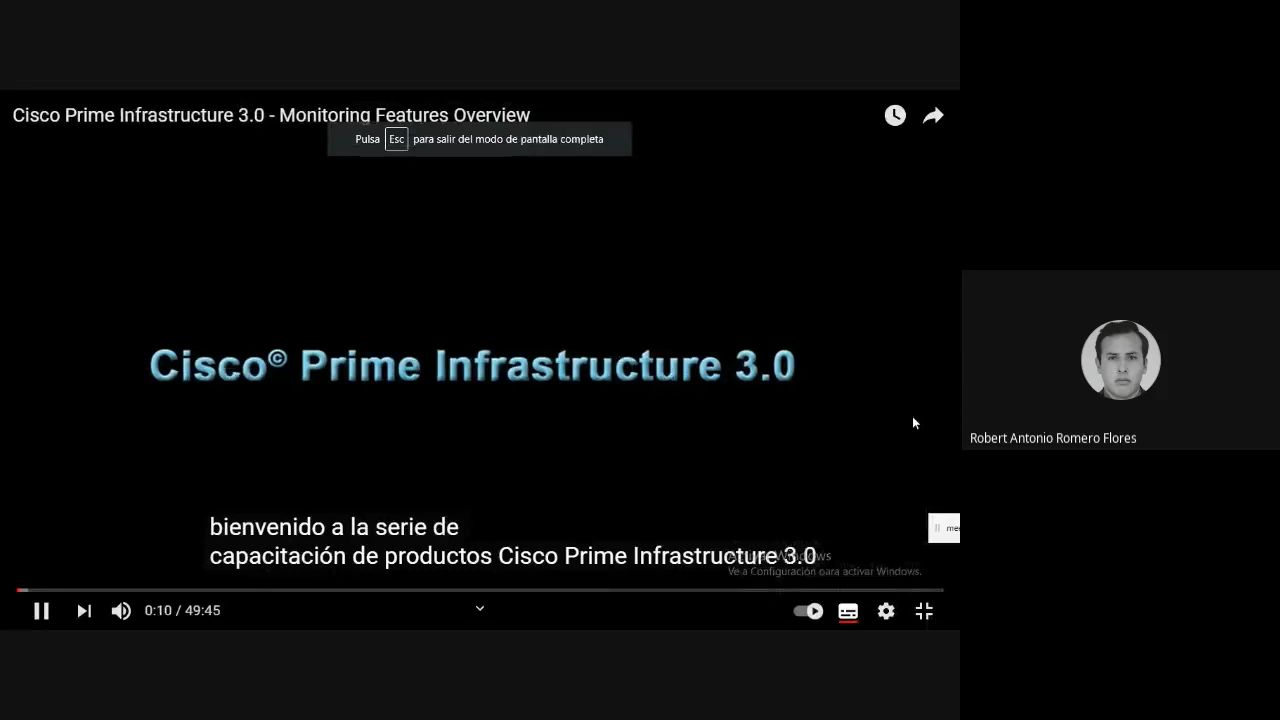 Cisco Prime Infrastructure 3.0 - Monitoring Features Overview
Pulsa Esc para salir del modo de pantalla completa
Cisco© Prime Infrastructure 3.0
Robert Antonio Romero Flores
bienvenido a la serie de
capacitación de productos Cisco Prime Infrastructure 3.0
Ve a Configuración para activar Windows.
0:10 / 49:45